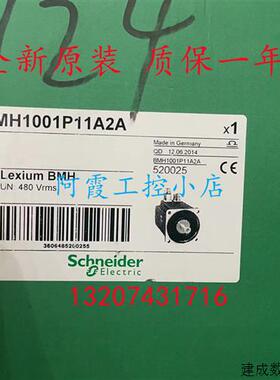 124
全新原装 质保一年
MH1001P11A2A
x1
Lexium BMH
UN: 480 Vrms
Made in Germany
QD 12.06.2014
BMH1001P11A2A
520025
CE
阿霞工控小店
3606485200255
Schneider
Electric
13207431716
建成数